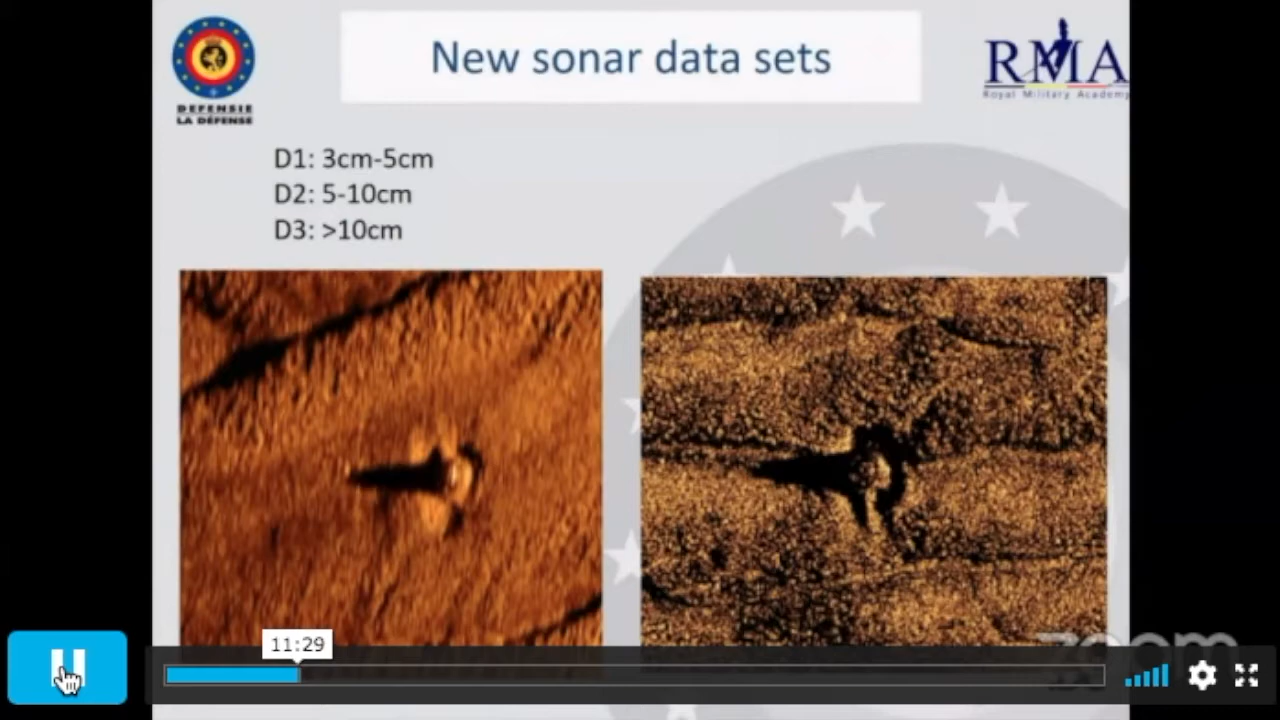 New sonar data sets
DEFENSIE
LA DÉFENSE
RMA
Royal Military Academy
D1: 3cm-5cm
D2: 5-10cm
D3: >10cm
11:29
zoom